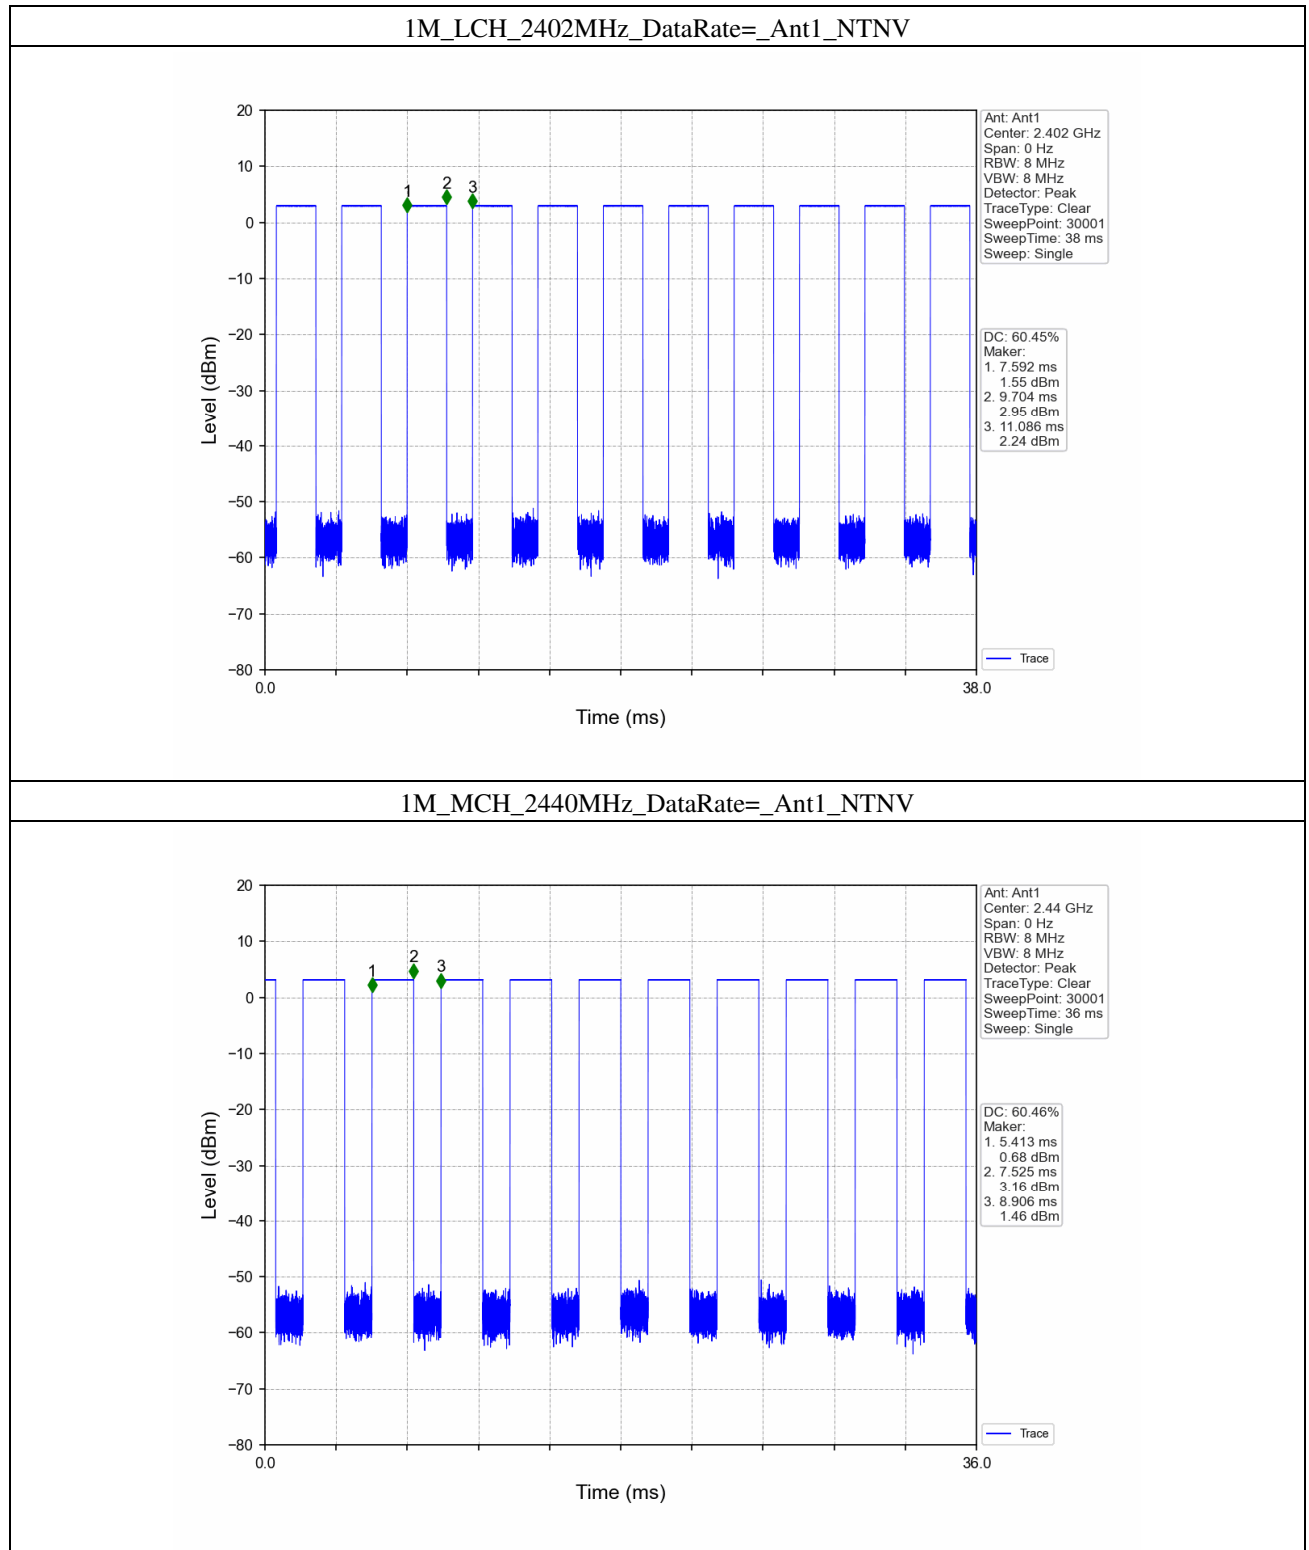 1M_LCH_2402MHz_DataRate=_Ant1_NTNV
20
10
0
−10
−20
−30
−40
−50
−60
−70
−80
Level (dBm)
1
2
3
0.0
38.0
Time (ms)
Ant: Ant1
Center: 2.402 GHz
Span: 0 Hz
RBW: 8 MHz
VBW: 8 MHz
Detector: Peak
TraceType: Clear
SweepPoint: 30001
SweepTime: 38 ms
Sweep: Single
DC: 60.45%
Maker:
1. 7.592 ms
1.55 dBm
2. 9.704 ms
2.95 dBm
3. 11.086 ms
2.24 dBm
Trace
1M_MCH_2440MHz_DataRate=_Ant1_NTNV
20
10
0
−10
−20
−30
−40
−50
−60
−70
−80
Level (dBm)
1
2
3
0.0
36.0
Time (ms)
Ant: Ant1
Center: 2.44 GHz
Span: 0 Hz
RBW: 8 MHz
VBW: 8 MHz
Detector: Peak
TraceType: Clear
SweepPoint: 30001
SweepTime: 36 ms
Sweep: Single
DC: 60.46%
Maker:
1. 5.413 ms
0.68 dBm
2. 7.525 ms
3.16 dBm
3. 8.906 ms
1.46 dBm
Trace